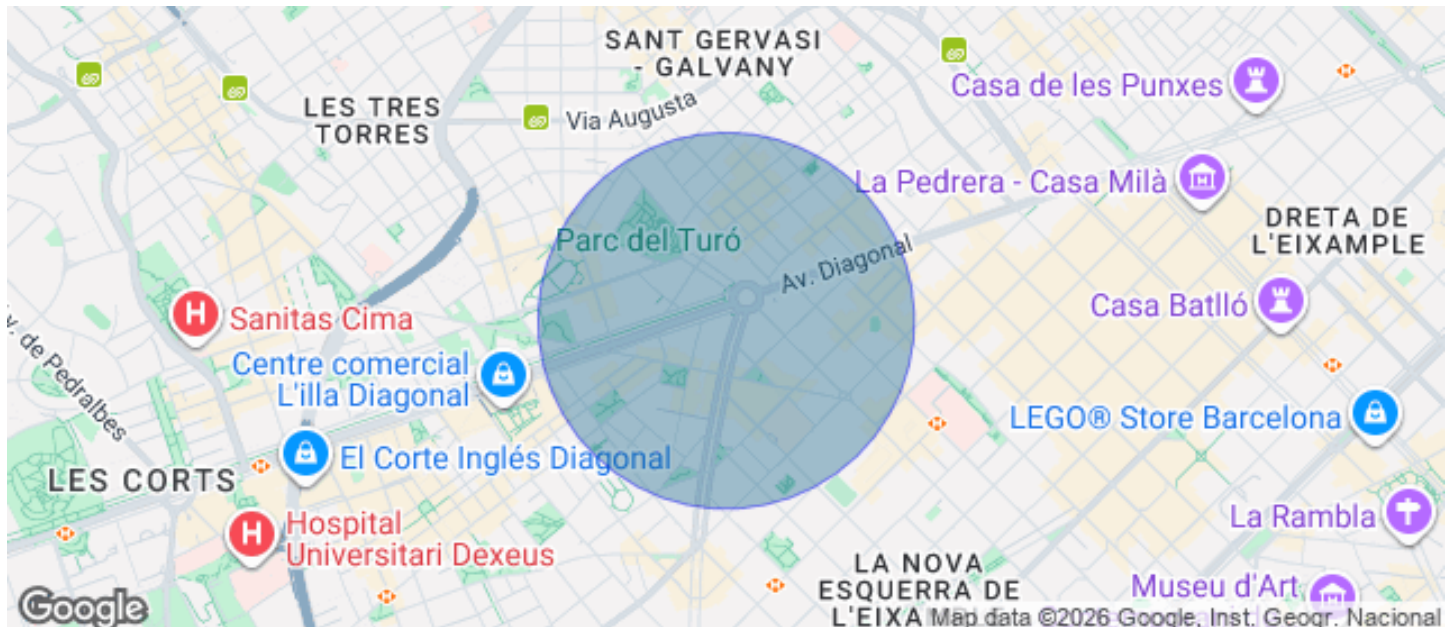 SANT GERVASI
- GALVANY
Casa de les Punxes
LES TRES
TORRES
Via Augusta
La Pedrera - Casa Milà
DRETA DE
L'EIXAMPLE
Parc del Turó
Av. Diagonal
H
Sanitas Cima
Casa Batlló
v. de Pedralbes
Centre comercial
L'illa Diagonal
LEGO® Store Barcelona
El Corte Inglés Diagonal
LES CORTS
H
Hospital
Universitari Dexeus
La Rambla
LA NOVA
ESQUERRA DE
L'EIXA
Museu d'Art
Google
Map data ©2026 Google, Inst. Geogr. Nacional